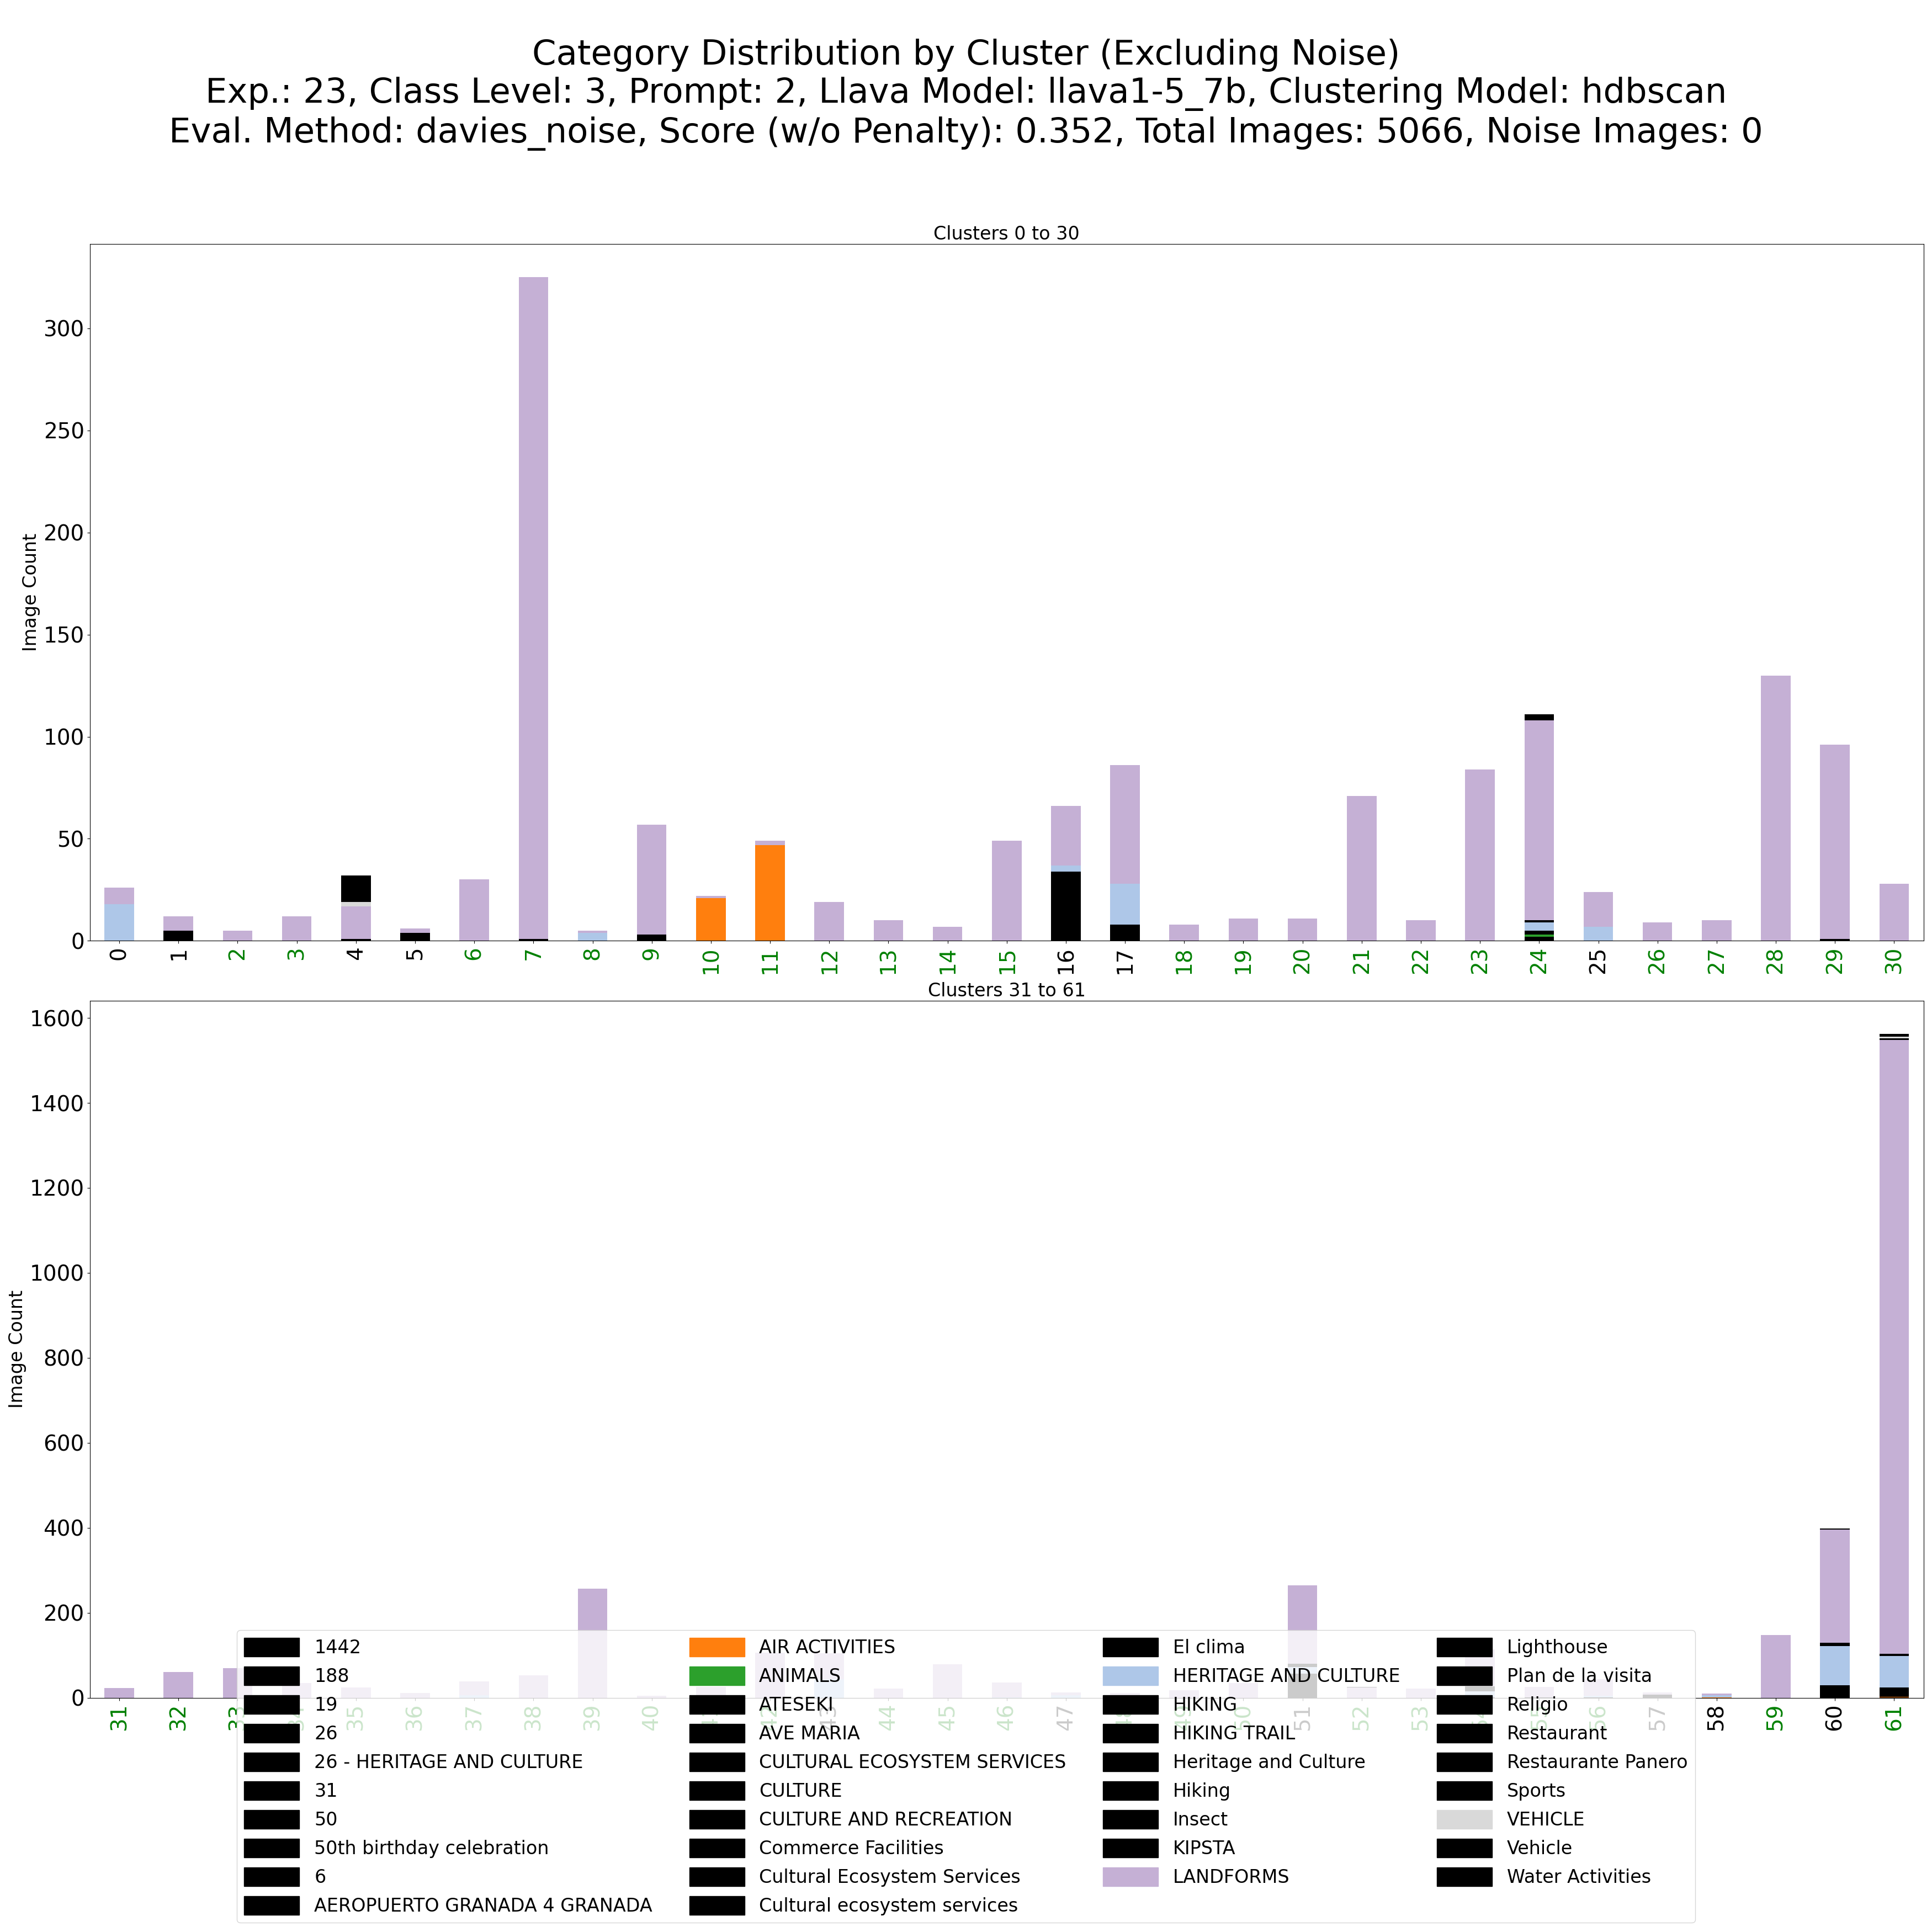 Category Distribution by Cluster (Excluding Noise)
Exp.: 23, Class Level: 3, Prompt: 2, Llava Model: llava1-5_7b, Clustering Model: hdbscan
Eval. Method: davies_noise, Score (w/o Penalty): 0.352, Total Images: 5066, Noise Images: 0
Clusters 0 to 30
Image Count
300
250
200
150
100
50
0
0 1 2 3 4 5 6 7 8 9 10 11 12 13 14 15 16 17 18 19 20 21 22 23 24 25 26 27 28 29 30
Clusters 31 to 61
Image Count
1600
1400
1200
1000
800
600
400
200
0
31 32 33 35 36 37 38 39 40 44 45 46 47 50 51 52 53 56 57 58 59 60 61
1442
188
19
26
26 - HERITAGE AND CULTURE
31
50
50th birthday celebration
6
AEROPUERTO GRANADA 4 GRANADA
AIR ACTIVITIES
ANIMALS
ATESEKI
AVE MARIA
CULTURAL ECOSYSTEM SERVICES
CULTURE
CULTURE AND RECREATION
Commerce Facilities
Cultural Ecosystem Services
Cultural ecosystem services
El clima
HERITAGE AND CULTURE
HIKING
HIKING TRAIL
Heritage and Culture
Hiking
Insect
KIPSTA
LANDFORMS
Lighthouse
Plan de la visita
Religio
Restaurant
Restaurante Panero
Sports
VEHICLE
Vehicle
Water Activities